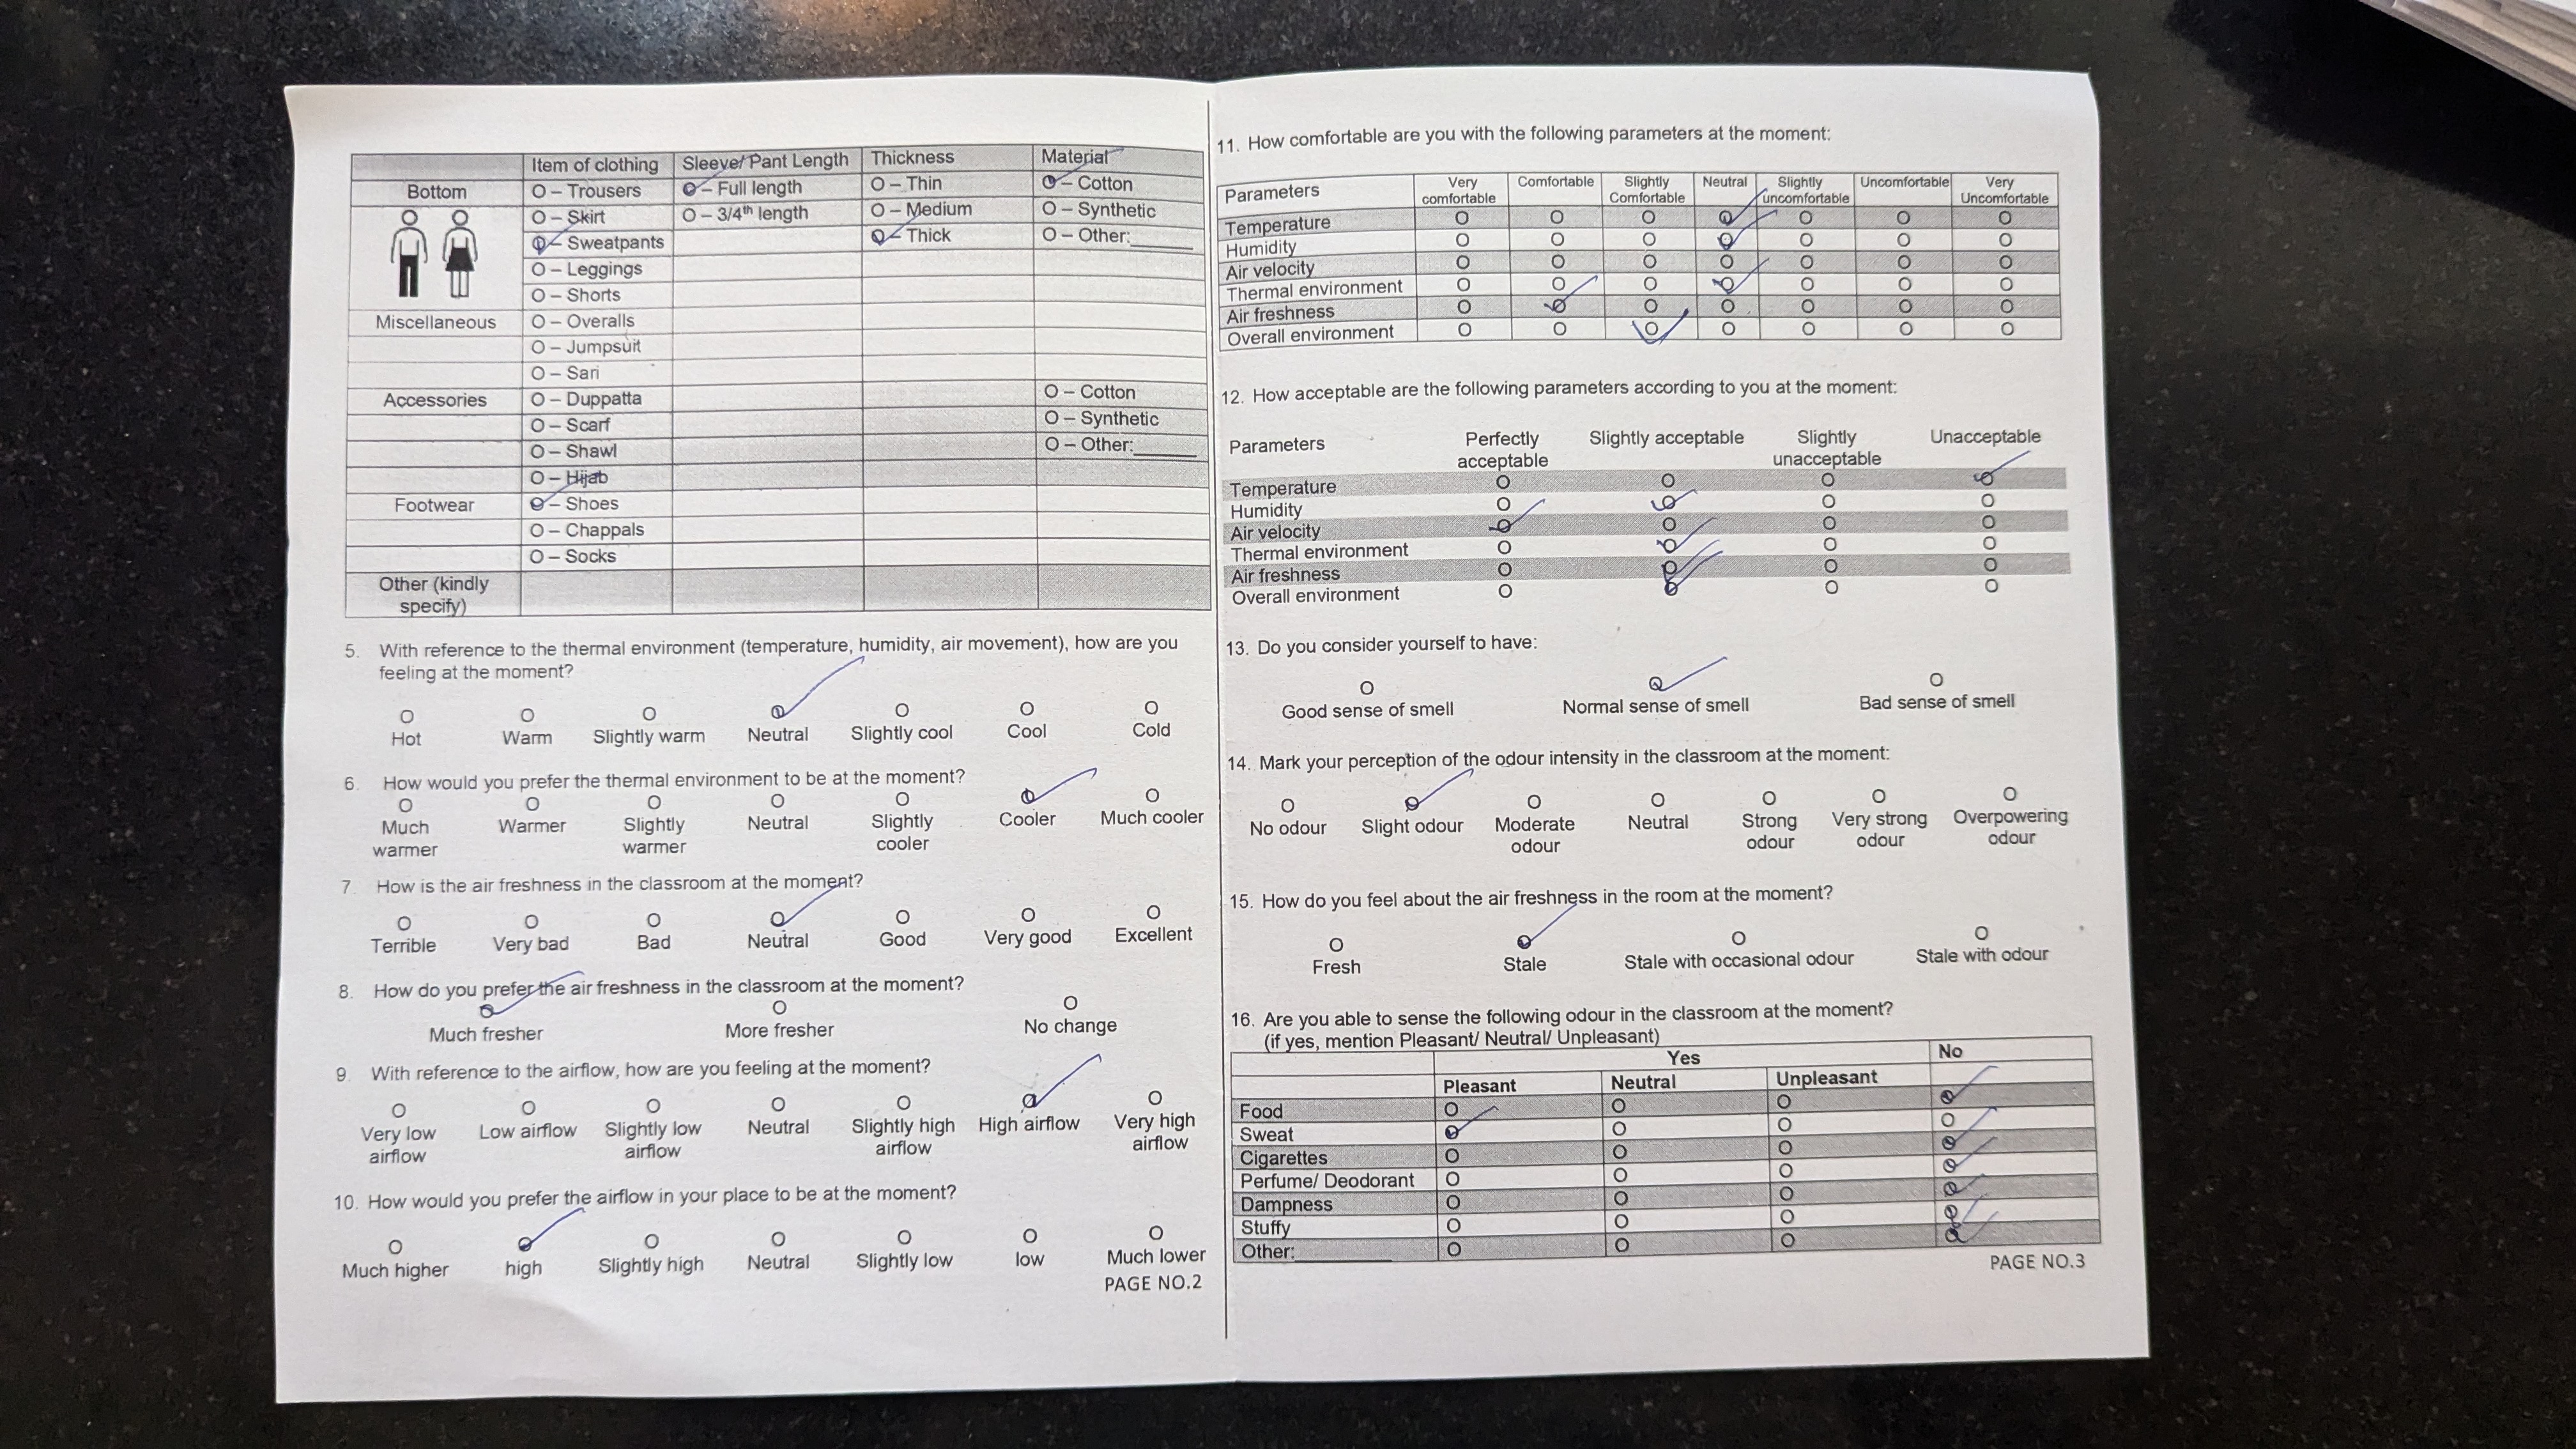 Item of clothing Sleeve/ Pant Length Thickness Material
Bottom O – Trousers O – Full length O – Thin O – Cotton
O – Skirt O – 3/4th length O – Medium O – Synthetic
O – Sweatpants O – Thick O – Other:______
O – Leggings
O – Shorts
Miscellaneous O – Overalls
O – Jumpsuit
O – Sari
Accessories O – Duppatta O – Cotton
O – Scarf O – Synthetic
O – Shawl O – Other:______
O – Hijab
Footwear O – Shoes
O – Chappals
O – Socks
Other (kindly
specify)
5. With reference to the thermal environment (temperature, humidity, air movement), how are you
feeling at the moment?
Hot Warm Slightly warm Neutral Slightly cool Cool Cold
6. How would you prefer the thermal environment to be at the moment?
Much Warmer Slightly Neutral Slightly Cooler Much cooler
warmer warmer cooler
7. How is the air freshness in the classroom at the moment?
Terrible Very bad Bad Neutral Good Very good Excellent
8. How do you prefer the air freshness in the classroom at the moment?
Much fresher More fresher No change
9. With reference to the airflow, how are you feeling at the moment?
Very low Low airflow Slightly low Neutral Slightly high High airflow Very high
airflow airflow airflow airflow
10. How would you prefer the airflow in your place to be at the moment?
Much higher high Slightly high Neutral Slightly low low Much lower
PAGE NO.2
11. How comfortable are you with the following parameters at the moment:
Parameters Very Comfortable Slightly Neutral Slightly Uncomfortable Very
comfortable Comfortable uncomfortable Uncomfortable
Temperature
Humidity
Air velocity
Thermal environment
Air freshness
Overall environment
12. How acceptable are the following parameters according to you at the moment:
Parameters Perfectly Slightly acceptable Slightly Unacceptable
acceptable unacceptable
Temperature
Humidity
Air velocity
Thermal environment
Air freshness
Overall environment
13. Do you consider yourself to have:
Good sense of smell Normal sense of smell Bad sense of smell
14. Mark your perception of the odour intensity in the classroom at the moment:
No odour Slight odour Moderate Neutral Strong Very strong Overpowering
odour odour odour odour
15. How do you feel about the air freshness in the room at the moment?
Fresh Stale Stale with occasional odour Stale with odour
16. Are you able to sense the following odour in the classroom at the moment?
(if yes, mention Pleasant/ Neutral/ Unpleasant)
Yes No
Pleasant Neutral Unpleasant
Food
Sweat
Cigarettes
Perfume/ Deodorant
Dampness
Stuffy
Other:__________
PAGE NO.3